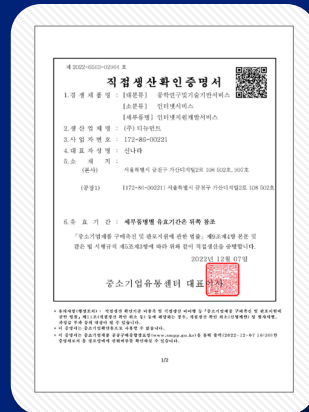 제 2022-0303-02904 호
직접생산확인증명서
1.경 쟁 제 품 명 : [대분류] 공학연구및기술기반서비스
[소분류] 인터넷서비스
[세부품명] 인터넷지원개발서비스
2.생 산 업 체 명 : (주) 디뉴먼트
3.사 업 자 번 호 : 172-86-00221
4.대 표 자 성 명 : 신나라
5.소 재 지 :
(본사) 서울특별시 금천구 가산디지털2로 108 502호,
(공장1) [172-86-00221] 서울특별시 금천구 가산디지털2로 108 502호
6.유 효 기 간 : 세부품명별 유효기간은 뒤쪽 참조
「중소기업제품 구매촉진 및 판로지원에 관한 법률」 제9조제4항 본문 및
같은 법 시행규칙 제5조제3항에 따라 위와 같이 직접생산을 증명합니다.
2022년 12월 07일
중소기업유통센터 대표이사
1/2